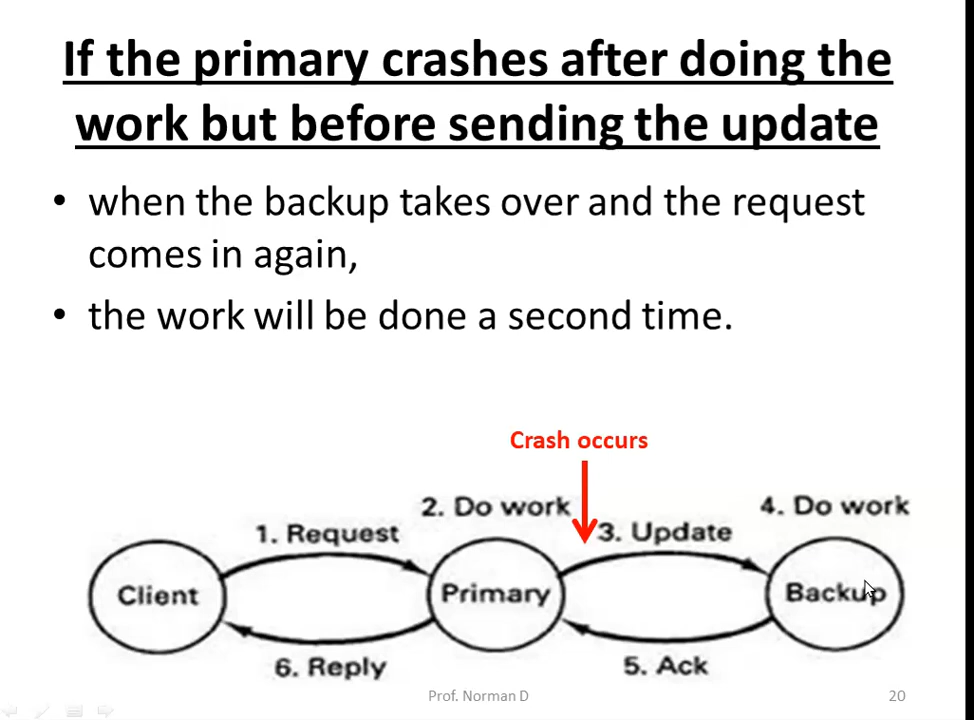 If the primary crashes after doing the
work but before sending the update
• when the backup takes over and the request
comes in again,
• the work will be done a second time.
Crash occurs
2. Do work
4. Do work
1. Request
3. Update
Client
Primary
Backup
6. Reply
5. Ack
Prof. Norman D
20